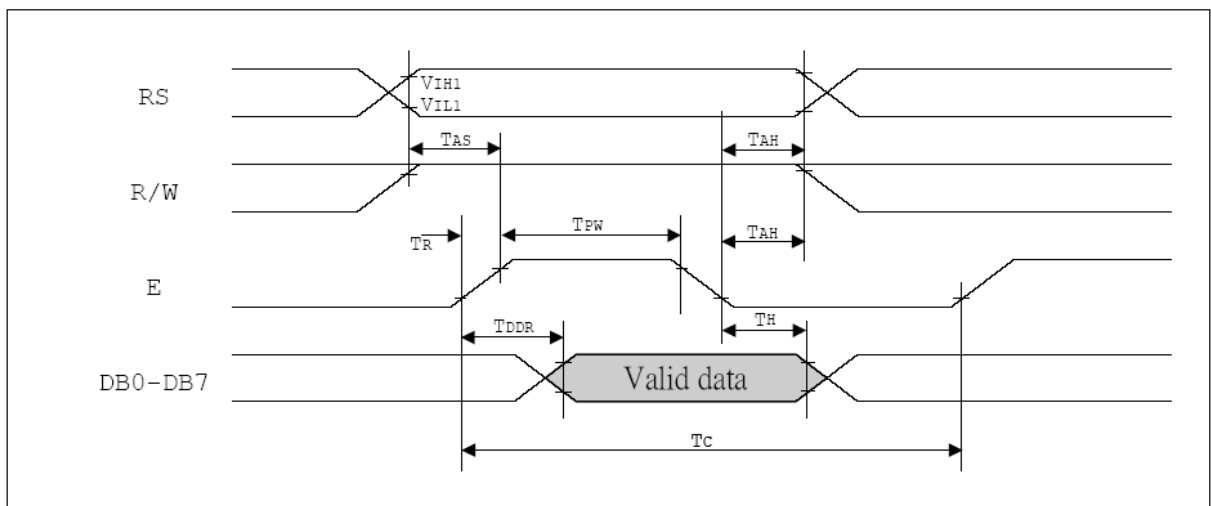 RS
VIH1
VIL1
TAS
TAH
R/W
TR
TPW
TAH
E
TDDR
TH
DB0-DB7
Valid data
TC